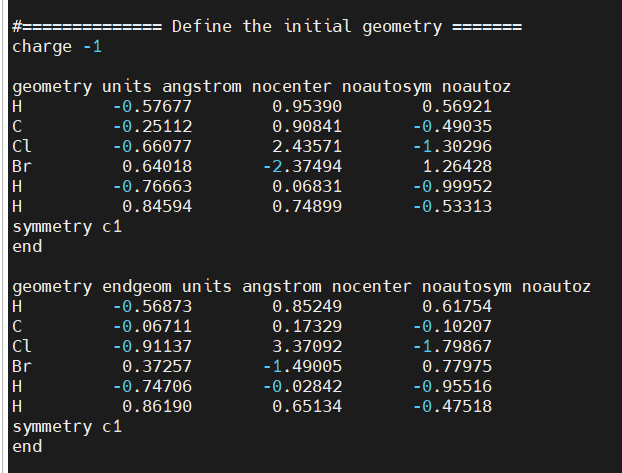 #============== Define the initial geometry =======
charge -1
geometry units angstrom nocenter noautosym noautoz
H -0.57677 0.95390 0.56921
C -0.25112 0.90841 -0.49035
Cl -0.66077 2.43571 -1.30296
Br 0.64018 -2.37494 1.26428
H -0.76663 0.06831 -0.99952
H 0.84594 0.74899 -0.53313
symmetry c1
end
geometry endgeom units angstrom nocenter noautosym noautoz
H -0.56873 0.85249 0.61754
C -0.06711 0.17329 -0.10207
Cl -0.91137 3.37092 -1.79867
Br 0.37257 -1.49005 0.77975
H -0.74706 -0.02842 -0.95516
H 0.86190 0.65134 -0.47518
symmetry c1
end